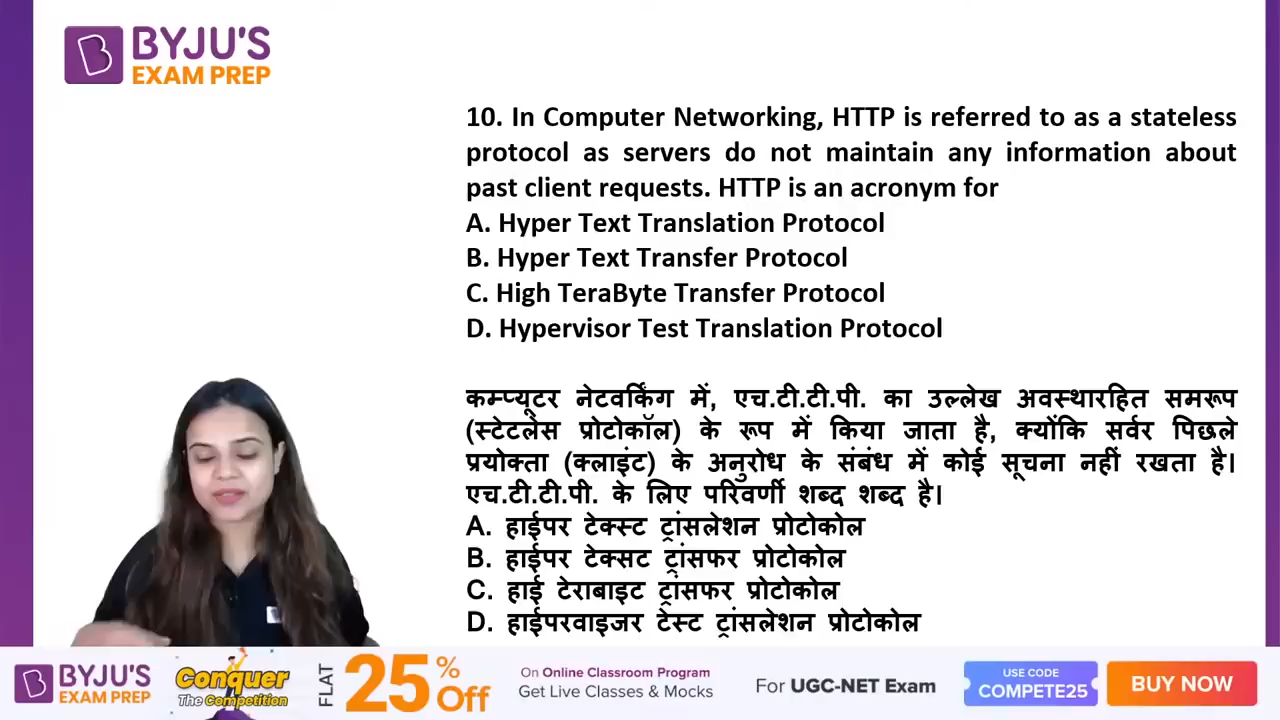 BYJU'S
EXAM PREP
10. In Computer Networking, HTTP is referred to as a stateless
protocol as servers do not maintain any information about
past client requests. HTTP is an acronym for
A. Hyper Text Translation Protocol
B. Hyper Text Transfer Protocol
C. High TeraByte Transfer Protocol
D. Hypervisor Test Translation Protocol
कम्प्यूटर नेटवर्किंग में, एच.टी.टी.पी. का उल्लेख अवस्थारहित समरूप
(स्टेटलेस प्रोटोकॉल) के रूप में किया जाता है, क्योंकि सर्वर पिछले
प्रयोक्ता (क्लाइंट) के अनुरोध के संबंध में कोई सूचना नहीं रखता है।
एच.टी.टी.पी. के लिए परिवर्णी शब्द शब्द है।
A. हाईपर टेक्स्ट ट्रांसलेशन प्रोटोकोल
B. हाईपर टेक्सट ट्रांसफर प्रोटोकोल
C. हाई टेराबाइट ट्रांसफर प्रोटोकोल
D. हाईपरवाइजर टेस्ट ट्रांसलेशन प्रोटोकोल
BYJU'S
EXAM PREP
Conquer
The Competition
FLAT
25% Off
On Online Classroom Program
Get Live Classes & Mocks
For UGC-NET Exam
USE CODE
COMPETE25
BUY NOW